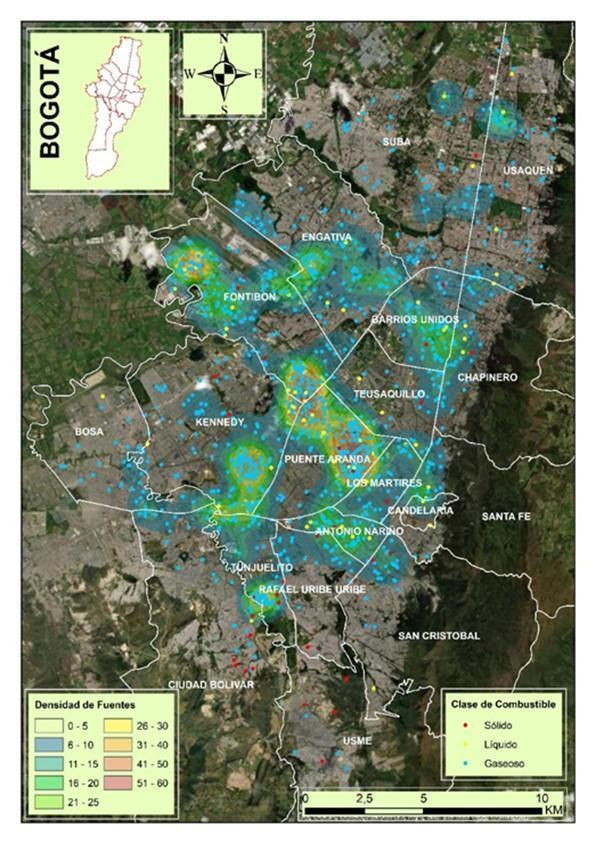 BOGOTÁ
N
W E
S
SUBA
USAQUEN
ENGATIVA
FONTIBON
BARRIOS UNIDOS
CHAPINERO
TEUSAQUILLO
KENNEDY
BOSA
PUENTE ARANDA
LOS MARTIRES
CANDELARIA
SANTA FE
ANTONIO NARIÑO
TUNJUELITO
RAFAEL URIBE URIBE
SAN CRISTOBAL
CIUDAD BOLIVAR
USME
Densidad de Fuentes
0 - 5
6 - 10
11 - 15
16 - 20
21 - 25
26 - 30
31 - 40
41 - 50
51 - 60
Clase de Combustible
Sólido
Líquido
Gaseoso
0 2,5 5 10
KM